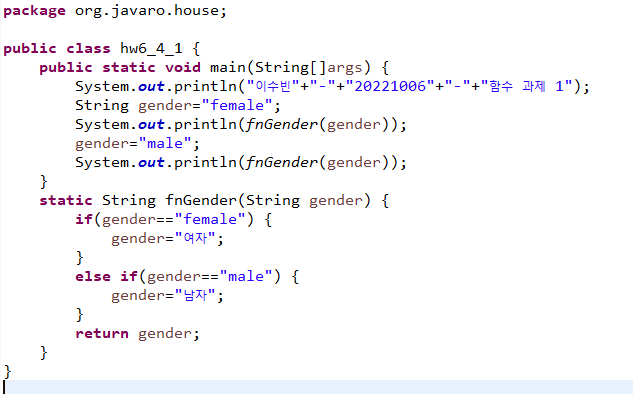 package org.javaro.house;
public class hw6_4_1 {
public static void main(String[]args) {
System.out.println("이수빈"+"-"+"20221006"+"-"+"함수 과제 1");
String gender="female";
System.out.println(fnGender(gender));
gender="male";
System.out.println(fnGender(gender));
}
static String fnGender(String gender) {
if(gender=="female") {
gender="여자";
}
else if(gender=="male") {
gender="남자";
}
return gender;
}
}